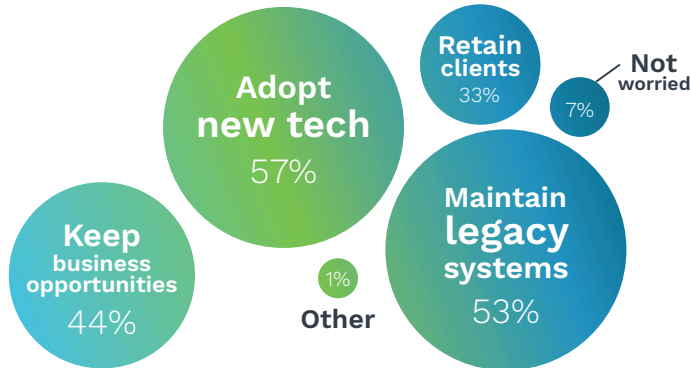 Adopt
new tech
57%
Retain
clients
33%
Not
worried
7%
Maintain
legacy
systems
53%
Keep
business
opportunities
44%
1%
Other